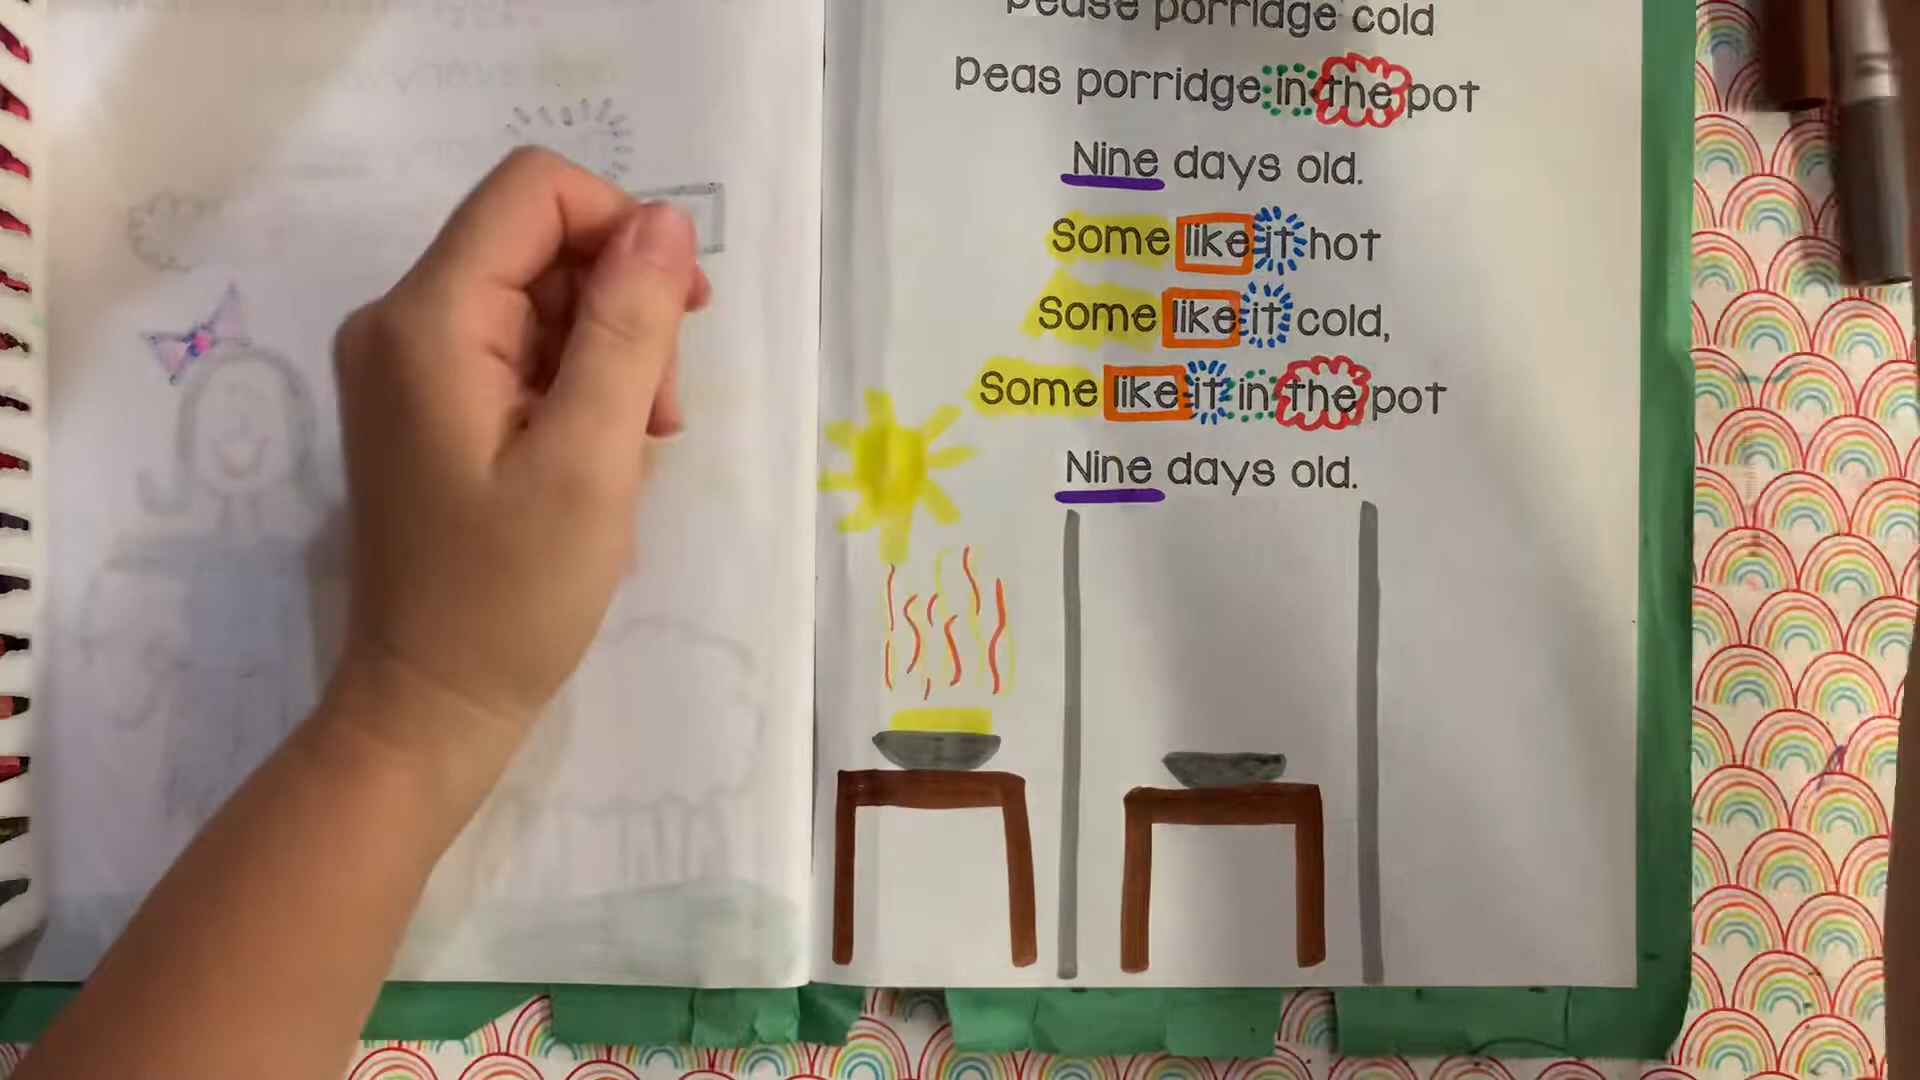 Pease porridge cold
Peas porridge in the pot
Nine days old.
Some like it hot
Some like it cold,
Some like it in the pot
Nine days old.